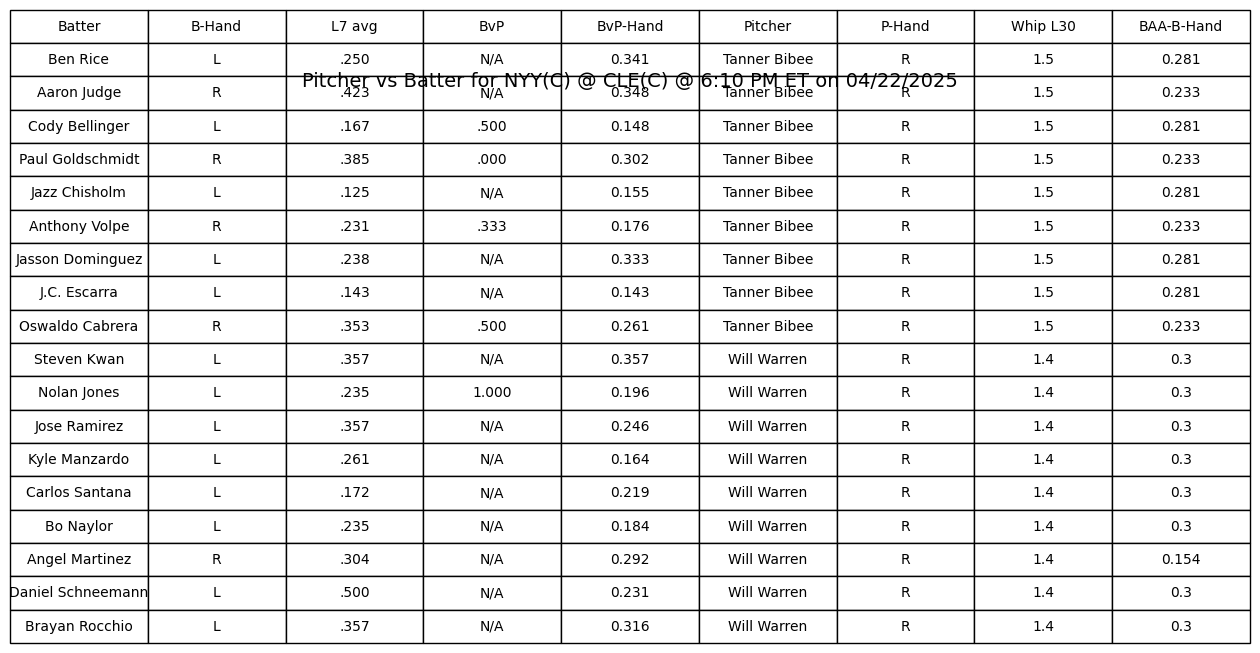 Batter B-Hand L7 avg BvP BvP-Hand Pitcher P-Hand Whip L30 BAA-B-Hand
Ben Rice L .250 N/A 0.341 Tanner Bibee R 1.5 0.281
Pitcher vs Batter for NYY(C) @ CLE(C) @ 6:10 PM ET on 04/22/2025
Aaron Judge R .423 N/A 0.348 Tanner Bibee R 1.5 0.233
Cody Bellinger L .167 .500 0.148 Tanner Bibee R 1.5 0.281
Paul Goldschmidt R .385 .000 0.302 Tanner Bibee R 1.5 0.233
Jazz Chisholm L .125 N/A 0.155 Tanner Bibee R 1.5 0.281
Anthony Volpe R .231 .333 0.176 Tanner Bibee R 1.5 0.233
Jasson Dominguez L .238 N/A 0.333 Tanner Bibee R 1.5 0.281
J.C. Escarra L .143 N/A 0.143 Tanner Bibee R 1.5 0.281
Oswaldo Cabrera R .353 .500 0.261 Tanner Bibee R 1.5 0.233
Steven Kwan L .357 N/A 0.357 Will Warren R 1.4 0.3
Nolan Jones L .235 1.000 0.196 Will Warren R 1.4 0.3
Jose Ramirez L .357 N/A 0.246 Will Warren R 1.4 0.3
Kyle Manzardo L .261 N/A 0.164 Will Warren R 1.4 0.3
Carlos Santana L .172 N/A 0.219 Will Warren R 1.4 0.3
Bo Naylor L .235 N/A 0.184 Will Warren R 1.4 0.3
Angel Martinez R .304 N/A 0.292 Will Warren R 1.4 0.154
Daniel Schneemann L .500 N/A 0.231 Will Warren R 1.4 0.3
Brayan Rocchio L .357 N/A 0.316 Will Warren R 1.4 0.3